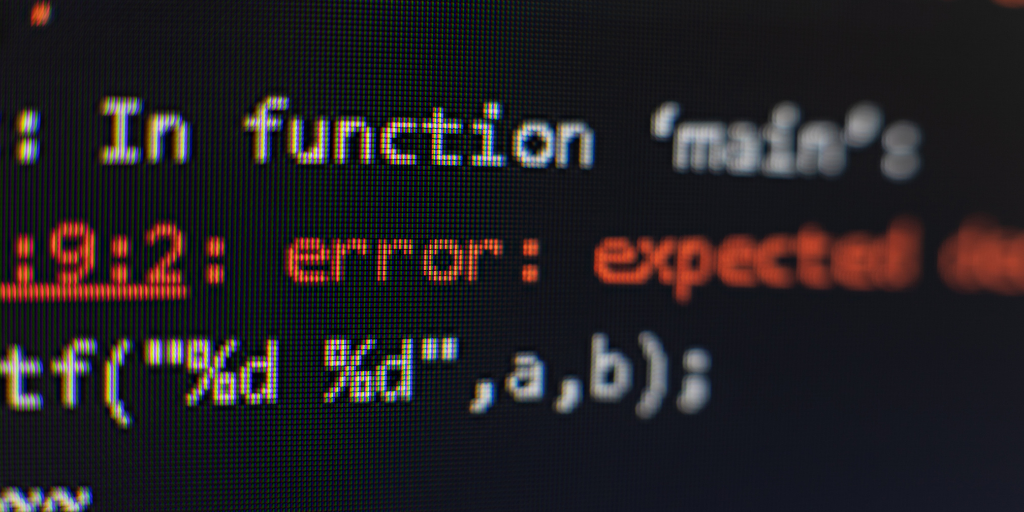 : In function ‘main’:
:9:2: error: expected
tf("%d %d",a,b);